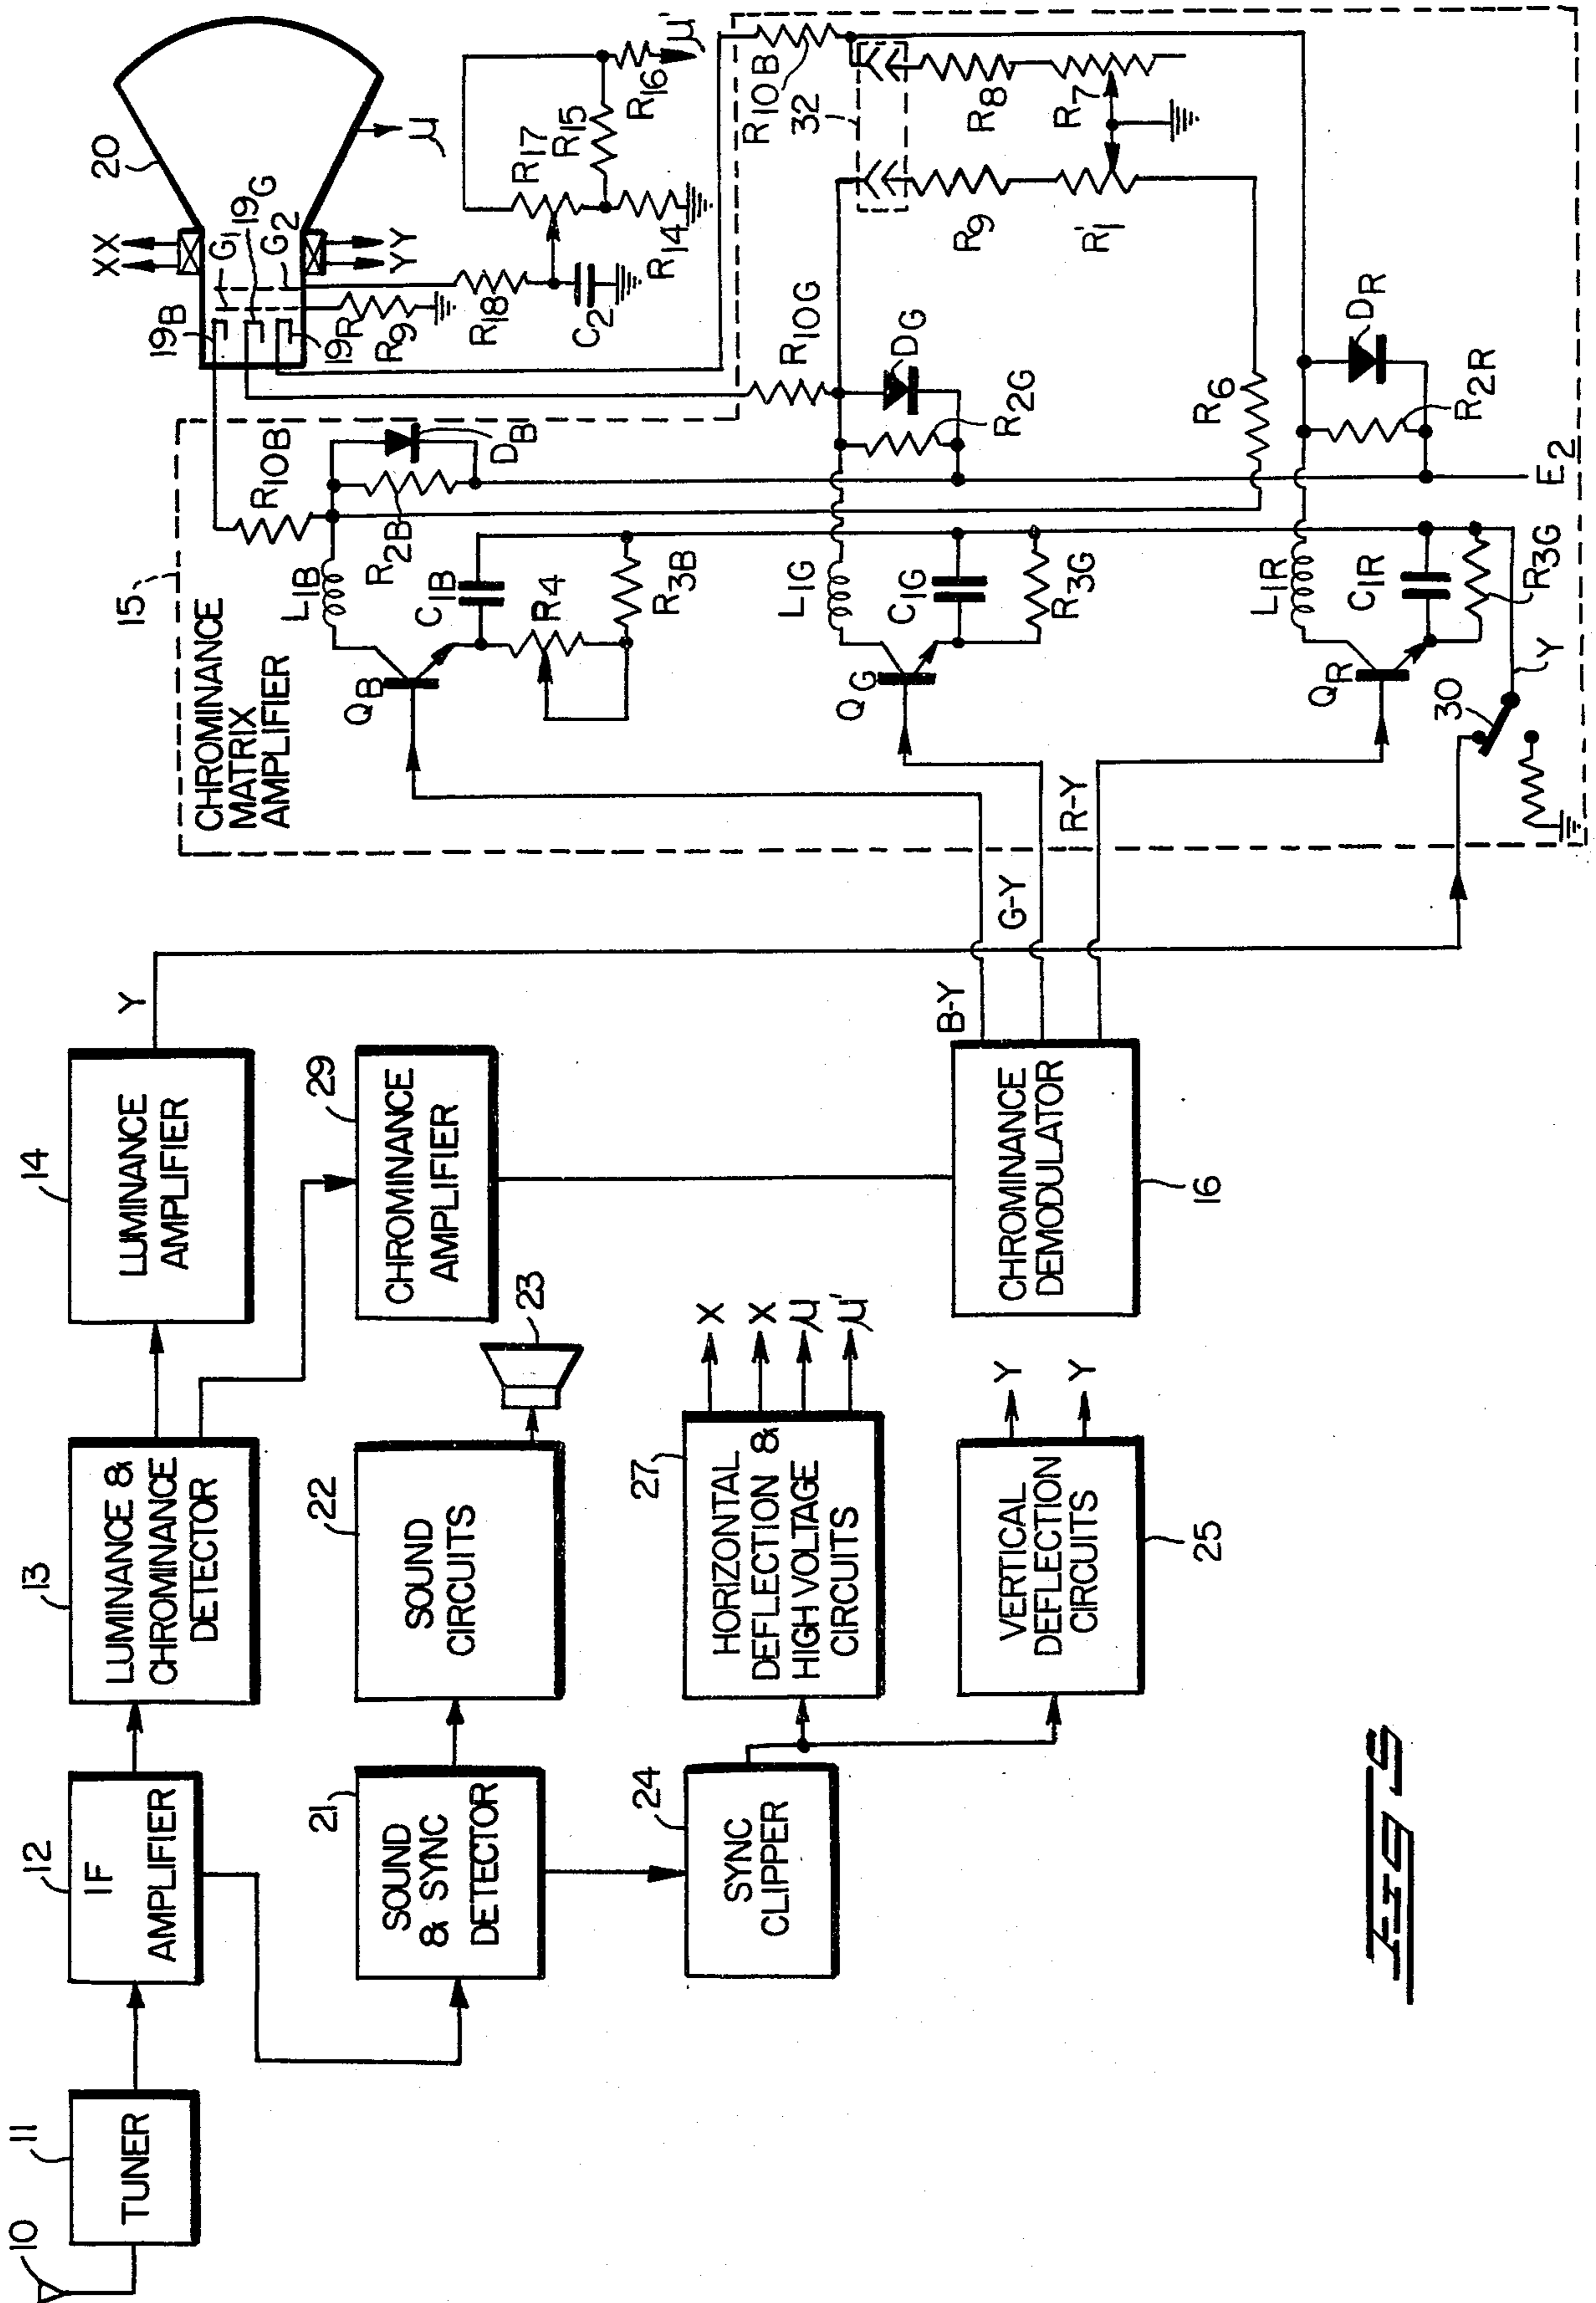 10
11
TUNER
12
IF
AMPLIFIER
13
LUMINANCE &
CHROMINANCE
DETECTOR
14
LUMINANCE
AMPLIFIER
Y
29
CHROMINANCE
AMPLIFIER
21
SOUND
& SYNC
DETECTOR
22
SOUND
CIRCUITS
23
24
SYNC
CLIPPER
27
HORIZONTAL
DEFLECTION &
HIGH VOLTAGE
CIRCUITS
X
X
μ
μ'
VERTICAL
DEFLECTION
CIRCUITS
25
Y
Y
CHROMINANCE
DEMODULATOR
16
B-Y
G-Y
R-Y
15
CHROMINANCE
MATRIX
AMPLIFIER
QB
L1B
R10B
R2B
DB
C1B
R4
R3B
QG
L1G
R10G
DG
R2G
C1G
R3G
QR
L1R
DR
R2R
C1R
R3G
R6
30
Y
E2
R10B
32
R8
R7
R9
R'1
20
XX
YY
19B
G1
19G
G2
19R
R9
R18
C2
R17
R15
R14
R16
μ
μ'
FIG 5